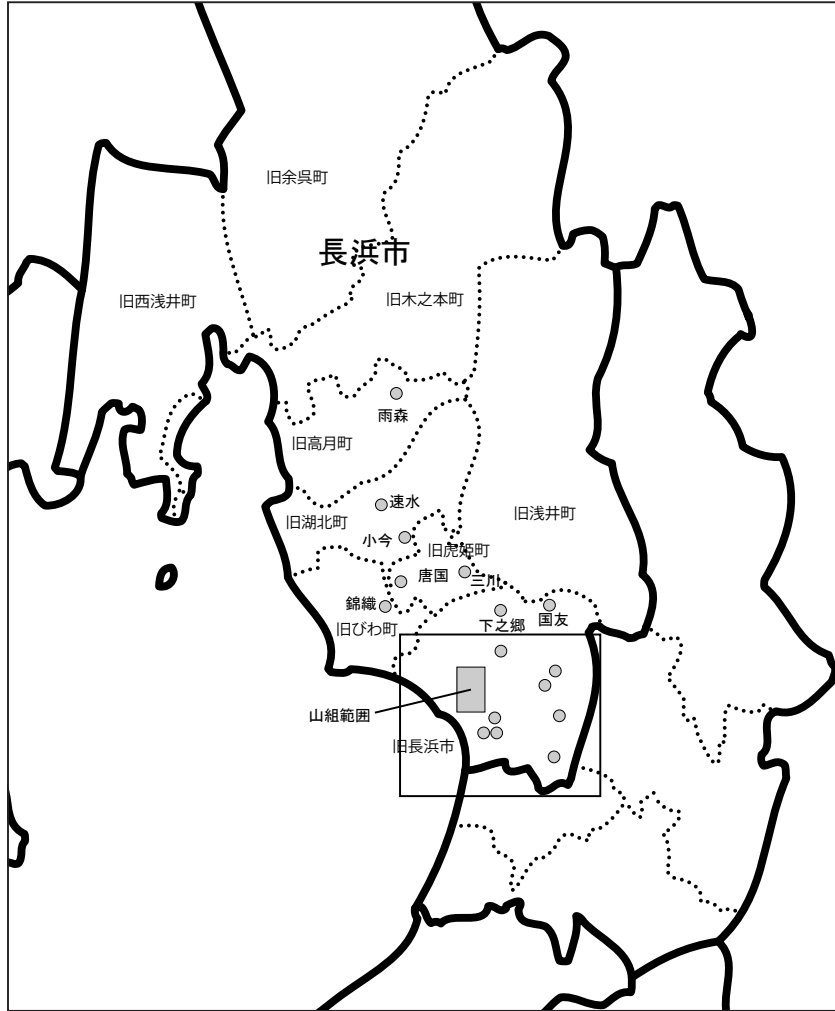 旧余呉町
長浜市
旧西浅井町
旧木之本町
雨森
旧高月町
速水
旧湖北町
旧浅井町
小今
旧虎姫町
唐国
三川
錦織
下之郷
国友
旧びわ町
山組範囲
旧長浜市